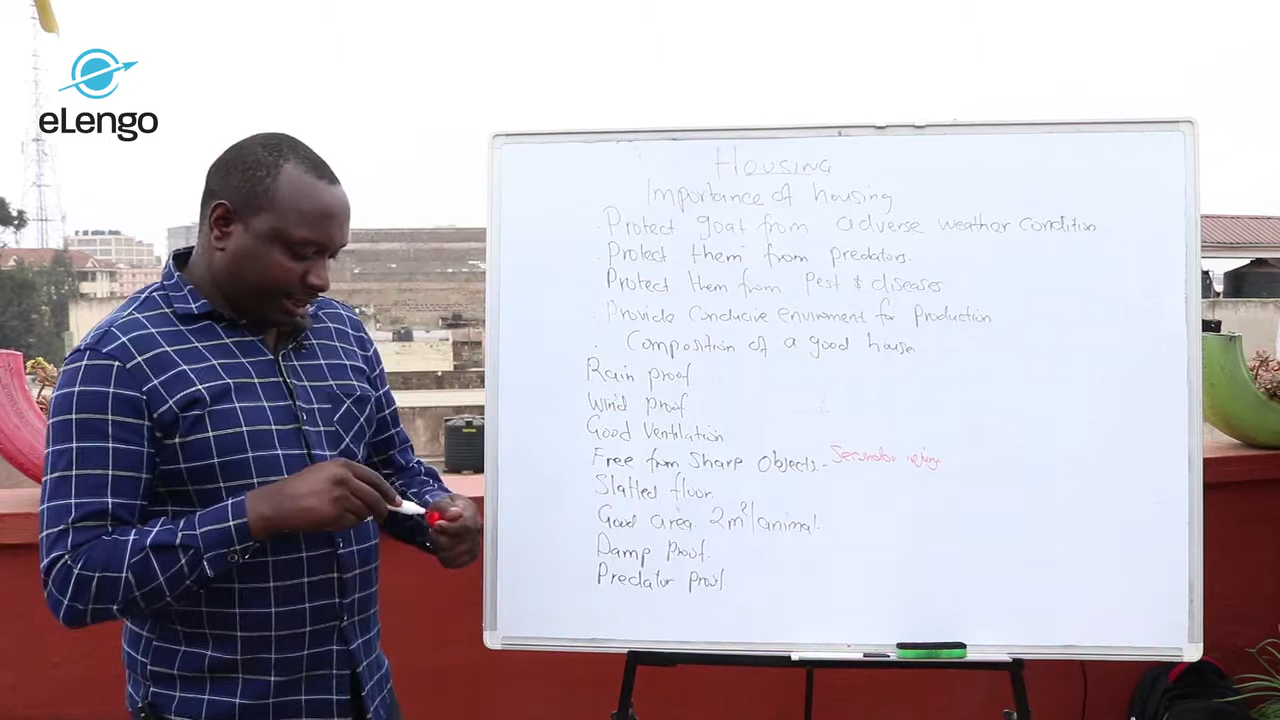 eLengo
HOUSING
Importance of housing
. Protect goat from adverse weather condition
. Protect them from predators.
. Protect them from Pest & diseases
. Provide conducive enviroment for Production
. Composition of a good house
Rain proof
Wind proof
Good Ventilation
Free from Sharp Objects.-
Slatted floor.
Good area 2m²/animal.
Damp Proof.
Predator Proof.